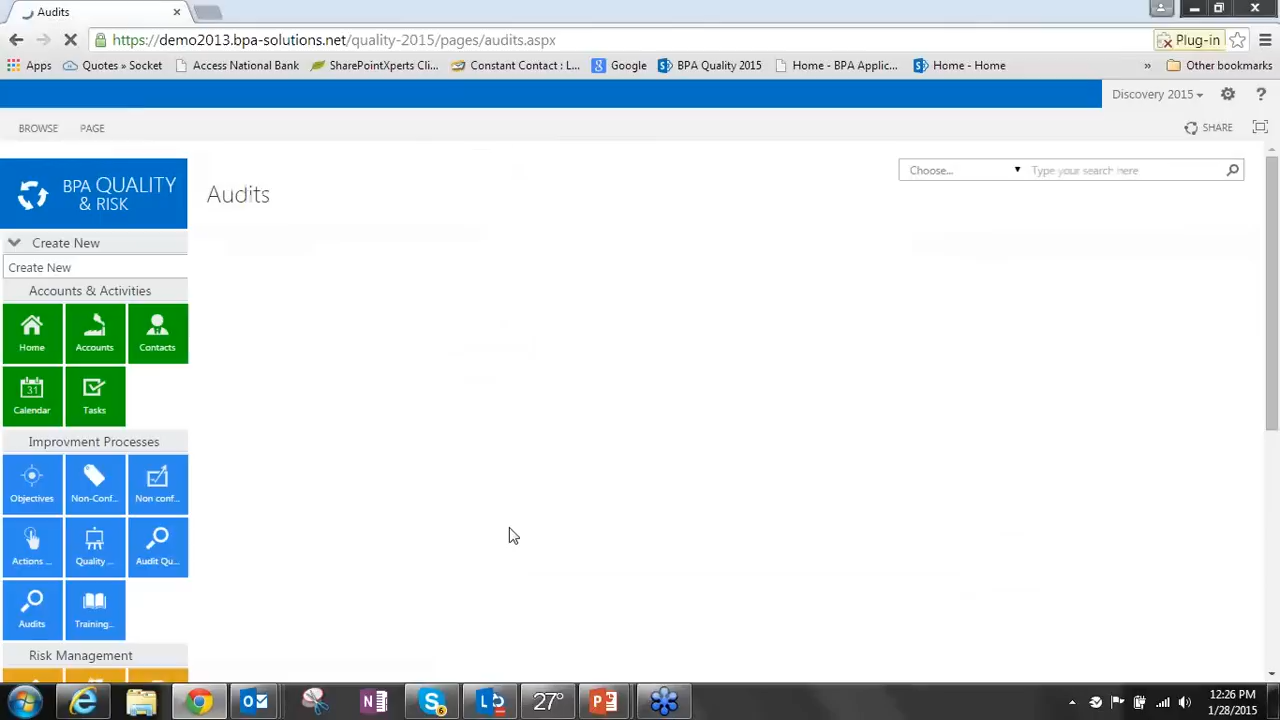 Audits
https://demo2013.bpa-solutions.net/quality-2015/pages/audits.aspx
Plug-in
Apps Quotes » Socket Access National Bank SharePointXperts Cli... Constant Contact : L... Google BPA Quality 2015 Home - BPA Applic... Home - Home » Other bookmarks
Discovery 2015 ?
BROWSE PAGE SHARE
BPA QUALITY
& RISK
Audits
Choose... Type your search here
Create New
Create New
Accounts & Activities
Home Accounts Contacts
31
Calendar Tasks
Improvment Processes
Objectives Non-Conf... Non conf...
Actions ... Quality ... Audit Qu...
Audits Training...
Risk Management
6
27°
12:26 PM
1/28/2015